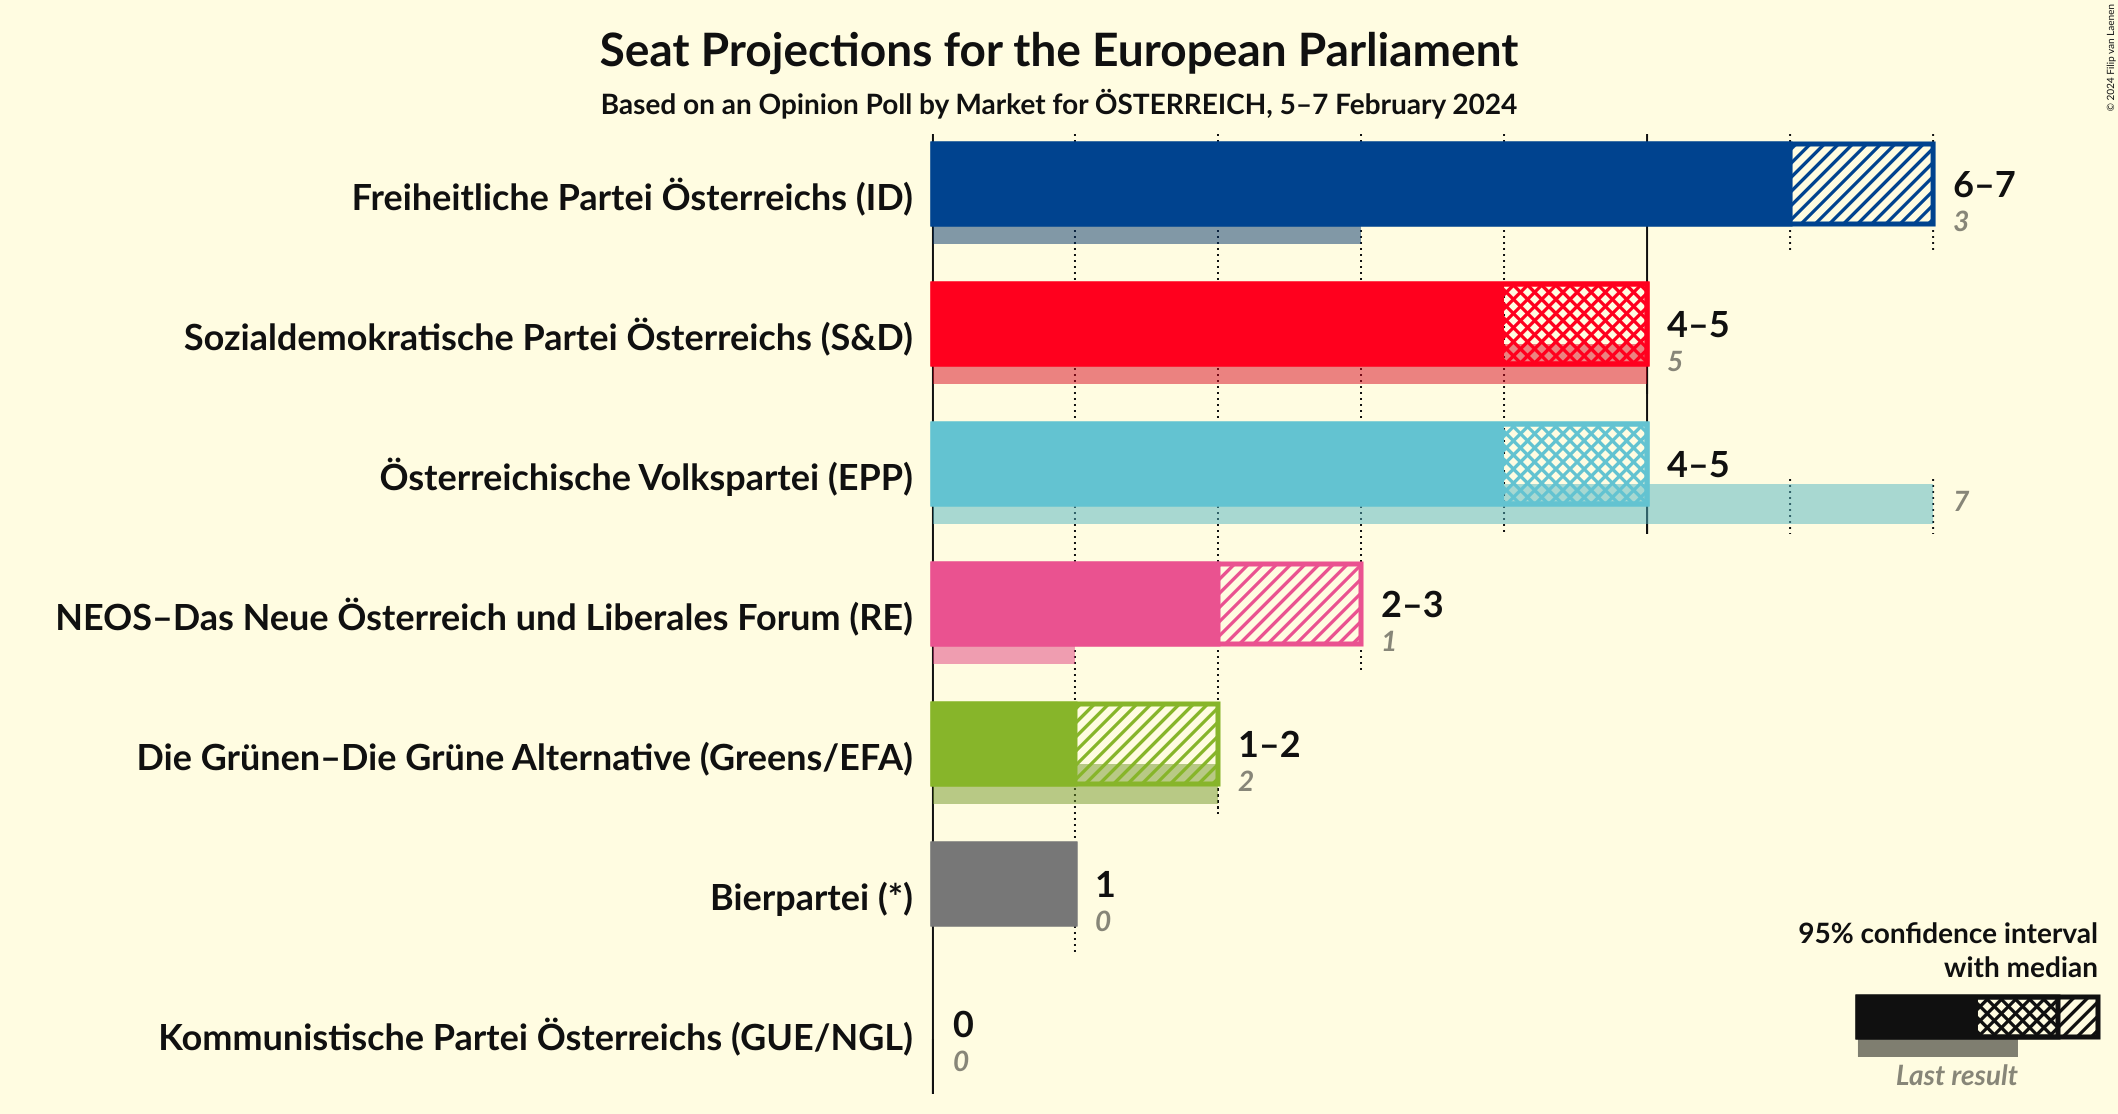 Seat Projections for the European Parliament
Based on an Opinion Poll by Market for ÖSTERREICH, 5–7 February 2024
© 2024 Filip van Laenen
Freiheitliche Partei Österreichs (ID)
6–7
3
Sozialdemokratische Partei Österreichs (S&D)
4–5
5
Österreichische Volkspartei (EPP)
4–5
7
NEOS–Das Neue Österreich und Liberales Forum (RE)
2–3
1
Die Grünen–Die Grüne Alternative (Greens/EFA)
1–2
2
Bierpartei (*)
1
0
Kommunistische Partei Österreichs (GUE/NGL)
0
0
95% confidence interval
with median
Last result